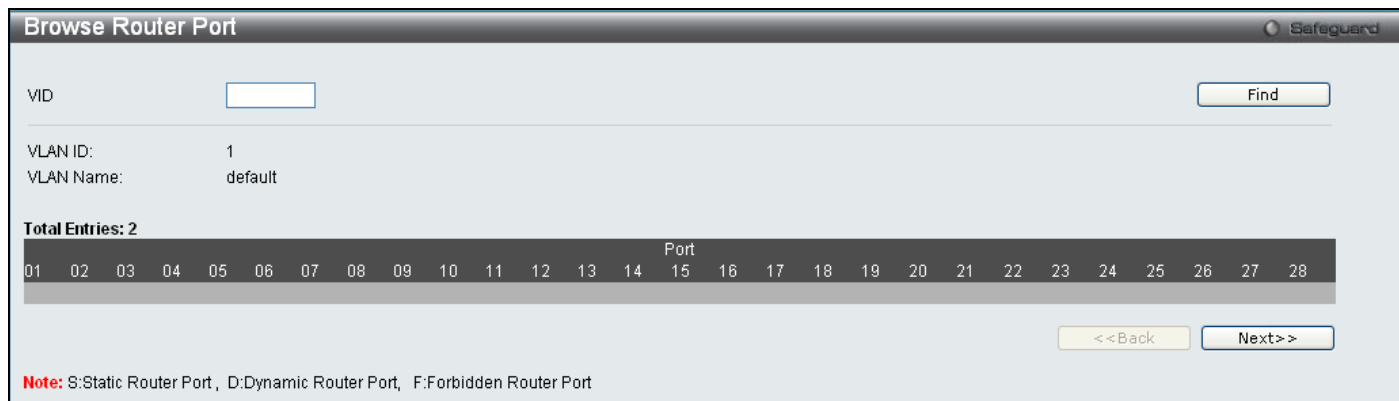 Browse Router Port Safeguard
VID Find
VLAN ID: 1
VLAN Name: default
Total Entries: 2
Port
01 02 03 04 05 06 07 08 09 10 11 12 13 14 15 16 17 18 19 20 21 22 23 24 25 26 27 28
<<Back Next>>
Note: S:Static Router Port , D:Dynamic Router Port, F:Forbidden Router Port